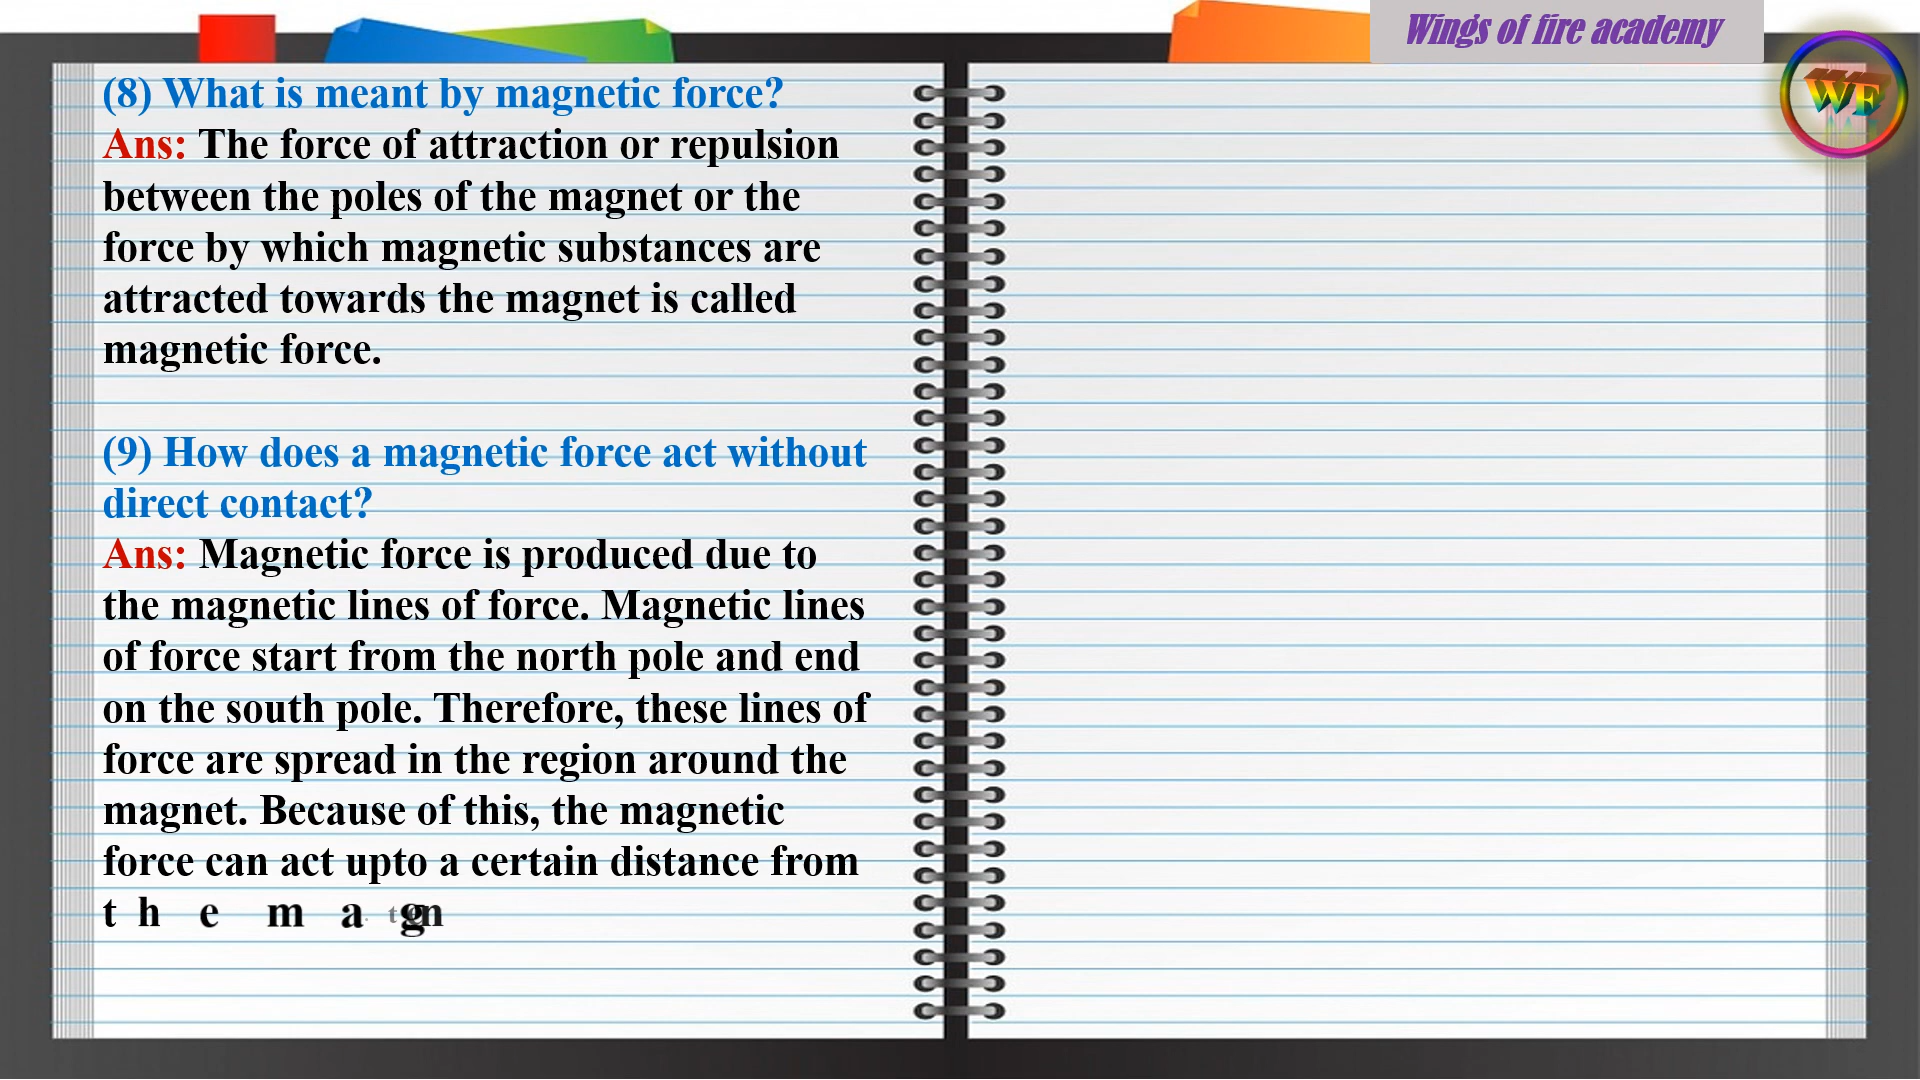 Wings of fire academy
WF
(8) What is meant by magnetic force?
Ans: The force of attraction or repulsion
between the poles of the magnet or the
force by which magnetic substances are
attracted towards the magnet is called
magnetic force.
(9) How does a magnetic force act without
direct contact?
Ans: Magnetic force is produced due to
the magnetic lines of force. Magnetic lines
of force start from the north pole and end
on the south pole. Therefore, these lines of
force are spread in the region around the
magnet. Because of this, the magnetic
force can act upto a certain distance from
the